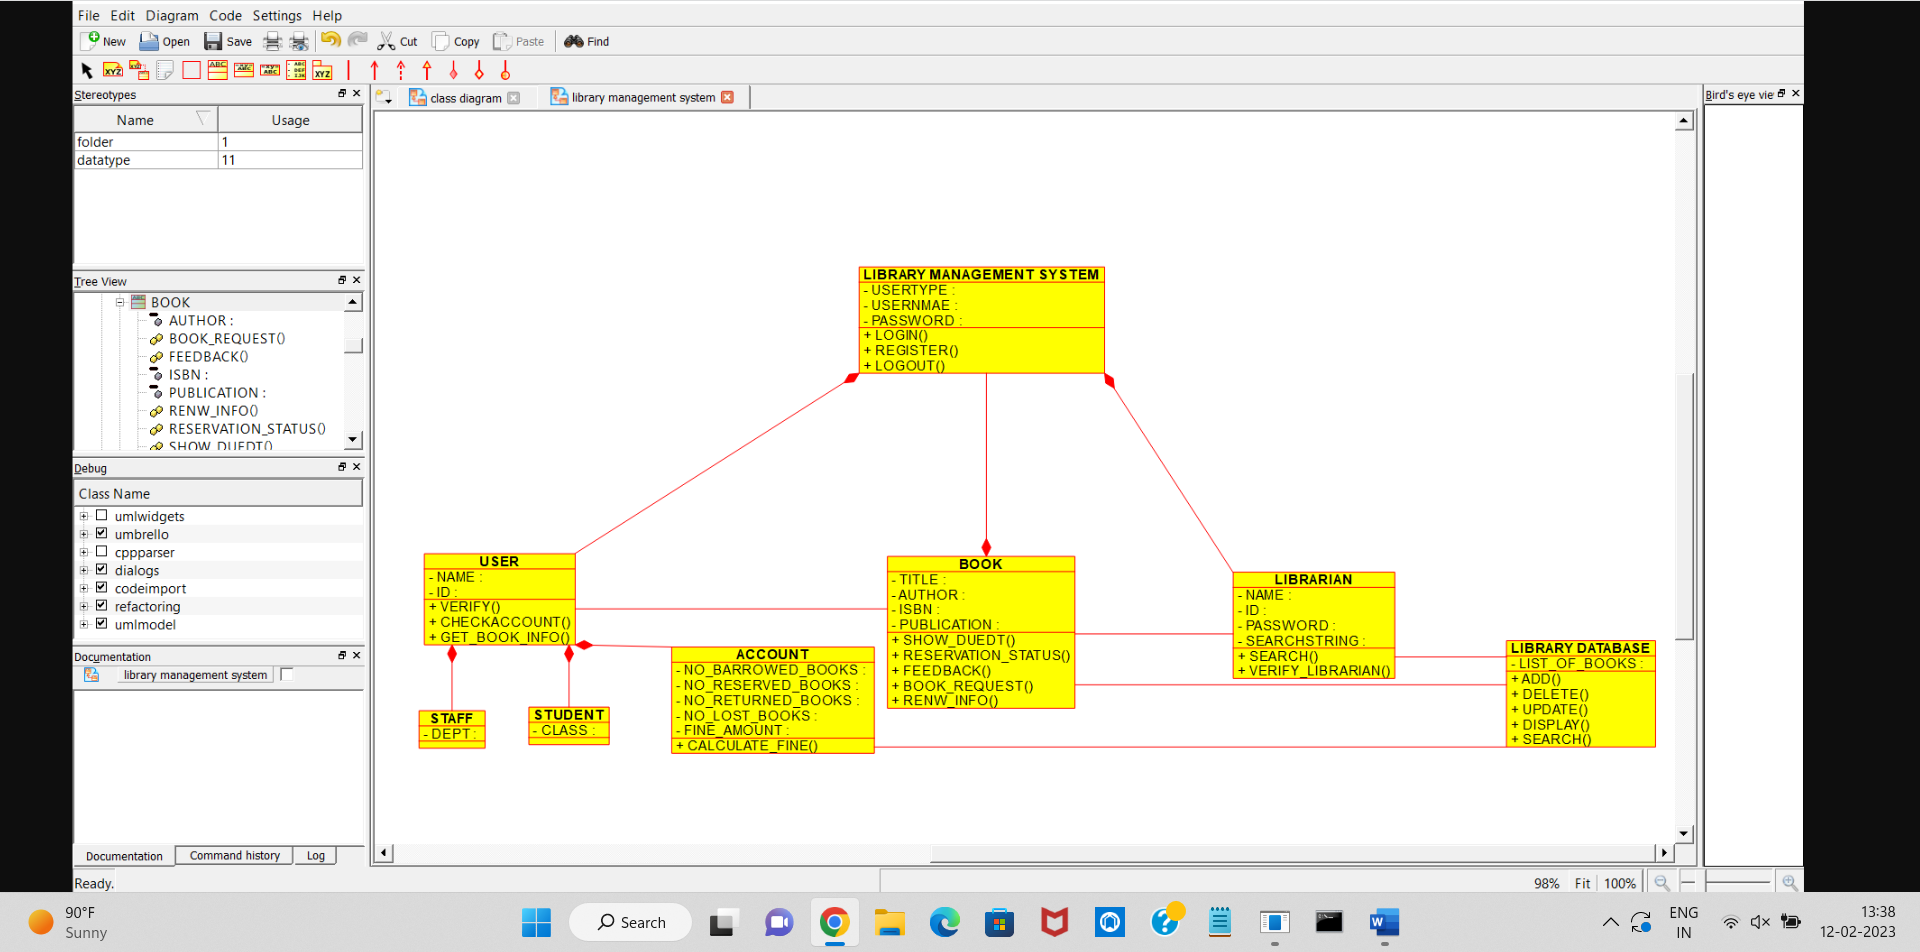 File Edit Diagram Code Settings Help
New Open Save Cut Copy Paste Find
Stereotypes
Name Usage
folder 1
datatype 11
Tree View
BOOK
AUTHOR :
BOOK_REQUEST()
FEEDBACK()
ISBN :
PUBLICATION :
RENW_INFO()
RESERVATION_STATUS()
SHOW_DUEDT()
Debug
Class Name
umlwidgets
umbrello
cppparser
dialogs
codeimport
refactoring
umlmodel
Documentation
library management system
Documentation Command history Log
Ready.
class diagram library management system
Bird's eye vie
LIBRARY MANAGEMENT SYSTEM
- USERTYPE :
- USERNMAE :
- PASSWORD :
+ LOGIN()
+ REGISTER()
+ LOGOUT()
USER
- NAME :
- ID :
+ VERIFY()
+ CHECKACCOUNT()
+ GET_BOOK_INFO()
STAFF
- DEPT :
STUDENT
- CLASS :
ACCOUNT
- NO_BARROWED_BOOKS :
- NO_RESERVED_BOOKS :
- NO_RETURNED_BOOKS :
- NO_LOST_BOOKS :
- FINE_AMOUNT :
+ CALCULATE_FINE()
BOOK
- TITLE :
- AUTHOR :
- ISBN :
- PUBLICATION :
+ SHOW_DUEDT()
+ RESERVATION_STATUS()
+ FEEDBACK()
+ BOOK_REQUEST()
+ RENW_INFO()
LIBRARIAN
- NAME :
- ID :
- PASSWORD :
- SEARCHSTRING :
+ SEARCH()
+ VERIFY_LIBRARIAN()
LIBRARY DATABASE
- LIST_OF_BOOKS :
+ ADD()
+ DELETE()
+ UPDATE()
+ DISPLAY()
+ SEARCH()
98% Fit 100%
90°F
Sunny
Search
ENG
IN
13:38
12-02-2023